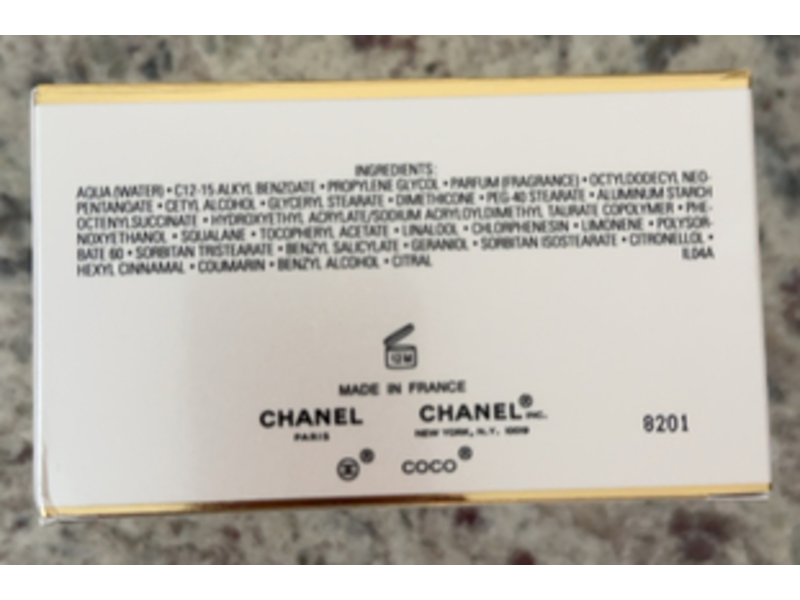 INGREDIENTS:
AQUA (WATER) • C12-15 ALKYL BENZOATE • PROPYLENE GLYCOL • PARFUM (FRAGRANCE) • OCTYLDODECYL NEO-
PENTANOATE • CETYL ALCOHOL • GLYCERYL STEARATE • DIMETHICONE • PEG-40 STEARATE • ALUMINUM STARCH
OCTENYLSUCCINATE • HYDROXYETHYL ACRYLATE/SODIUM ACRYLOYLDIMETHYL TAURATE COPOLYMER • PHE-
NOXYETHANOL • SQUALANE • TOCOPHERYL ACETATE • LINALOOL • CHLORPHENESIN • LIMONENE • POLYSOR-
BATE 60 • SORBITAN TRISTEARATE • BENZYL SALICYLATE • GERANIOL • SORBITAN ISOSTEARATE • CITRONELLOL •
HEXYL CINNAMAL • COUMARIN • BENZYL ALCOHOL • CITRAL IL04A
12 M
MADE IN FRANCE
CHANEL CHANEL® INC.
PARIS NEW YORK, N.Y. 10019
8201
® COCO®